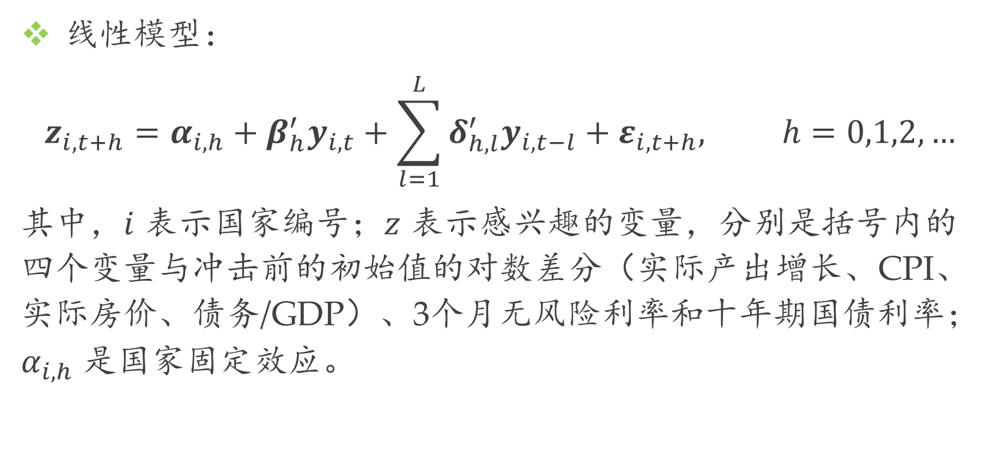 ❖ 线性模型：
$$\boldsymbol{z}_{i,t+h} = \boldsymbol{\alpha}_{i,h} + \boldsymbol{\beta}'_h \boldsymbol{y}_{i,t} + \sum_{l=1}^{L} \boldsymbol{\delta}'_{h,l} \boldsymbol{y}_{i,t-l} + \boldsymbol{\varepsilon}_{i,t+h}, \quad h = 0,1,2,\ldots$$
其中，i 表示国家编号；z 表示感兴趣的变量，分别是括号内的
四个变量与冲击前的初始值的对数差分（实际产出增长、CPI、
实际房价、债务/GDP）、3个月无风险利率和十年期国债利率；
$\alpha_{i,h}$ 是国家固定效应。